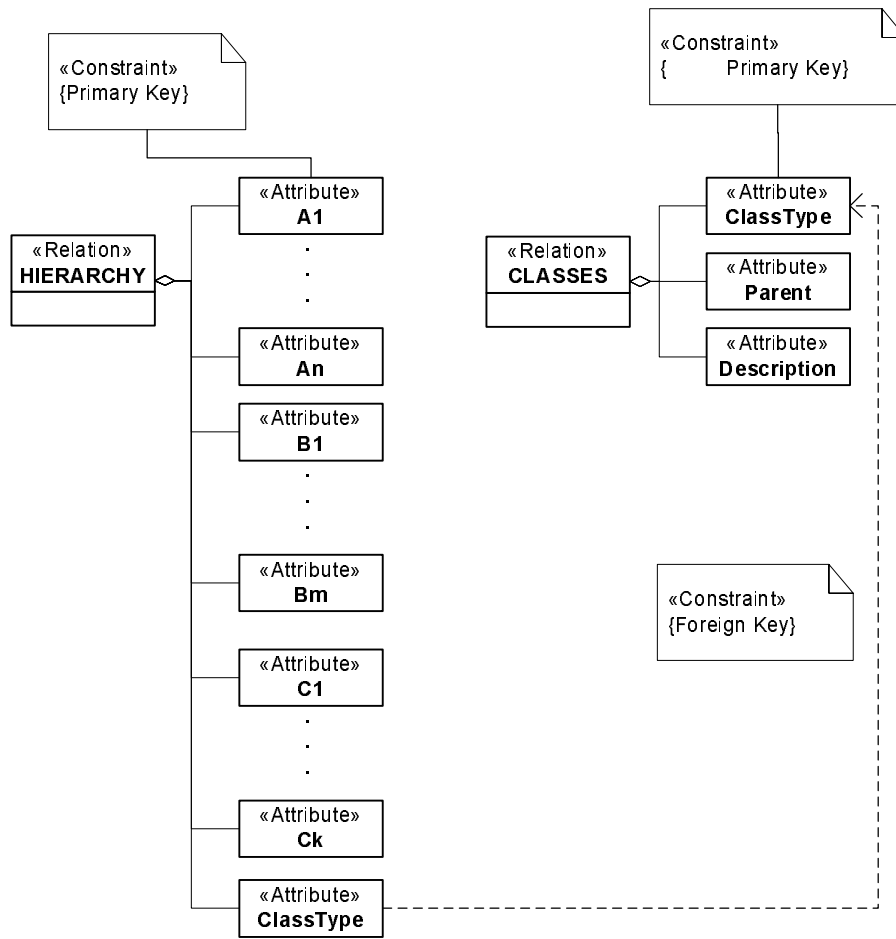 «Constraint»
{Primary Key}
«Constraint»
{ Primary Key}
«Attribute»
A1
.
.
.
«Relation»
HIERARCHY
«Attribute»
An
«Attribute»
B1
.
.
.
«Attribute»
Bm
«Attribute»
C1
.
.
.
«Attribute»
Ck
«Attribute»
ClassType
«Relation»
CLASSES
«Attribute»
ClassType
«Attribute»
Parent
«Attribute»
Description
«Constraint»
{Foreign Key}